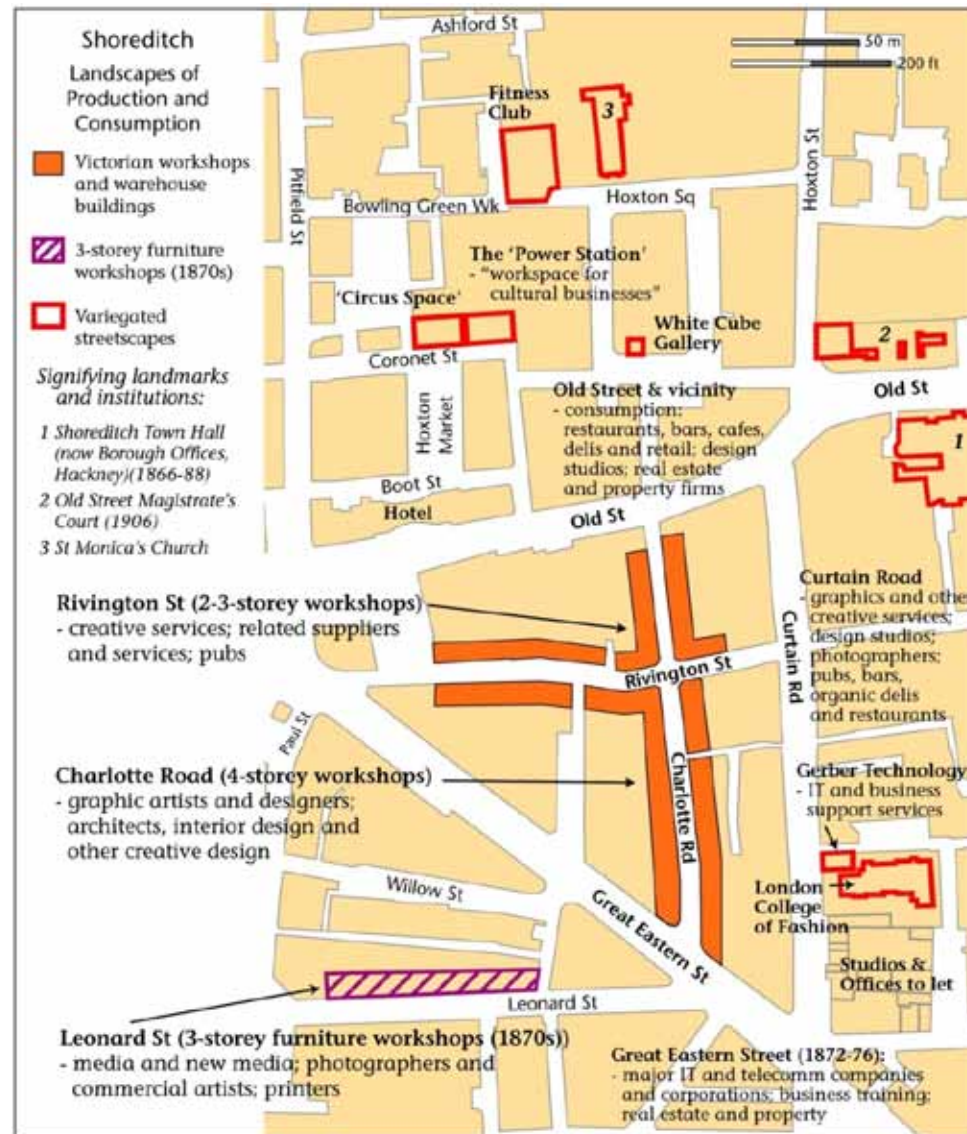 Shoreditch
Landscapes of
Production and
Consumption
Victorian workshops
and warehouse
buildings
3-storey furniture
workshops (1870s)
Variegated
streetscapes
Signifying landmarks
and institutions:
1 Shoreditch Town Hall
(now Borough Offices,
Hackney)(1866-88)
2 Old Street Magistrate's
Court (1906)
3 St Monica's Church
Ashford St
50 m
200 ft
Fitness
Club
3
Pitfield St
Hoxton St
Bowling Green Wk
Hoxton Sq
The 'Power Station'
- "workspace for
cultural businesses"
'Circus Space'
White Cube
Gallery
2
Coronet St
Old St
Hoxton
Market
Old Street & vicinity
- consumption:
restaurants, bars, cafes,
delis and retail; design
studios; real estate
and property firms
1
Boot St
Hotel
Old St
Rivington St (2-3-storey workshops)
- creative services; related suppliers
and services; pubs
Curtain Road
- graphics and other
creative services;
design studios;
photographers;
pubs, bars,
organic delis
and restaurants
Rivington St
Curtain Rd
Paul St
Charlotte Road (4-storey workshops)
- graphic artists and designers;
architects, interior design and
other creative design
Charlotte Rd
Gerber Technology
- IT and business
support services
Willow St
Great Eastern St
London
College
of Fashion
Studios &
Offices to let
Leonard St
Leonard St (3-storey furniture workshops (1870s))
- media and new media; photographers and
commercial artists; printers
Great Eastern Street (1872-76):
- major IT and telecomm companies
and corporations; business training;
real estate and property